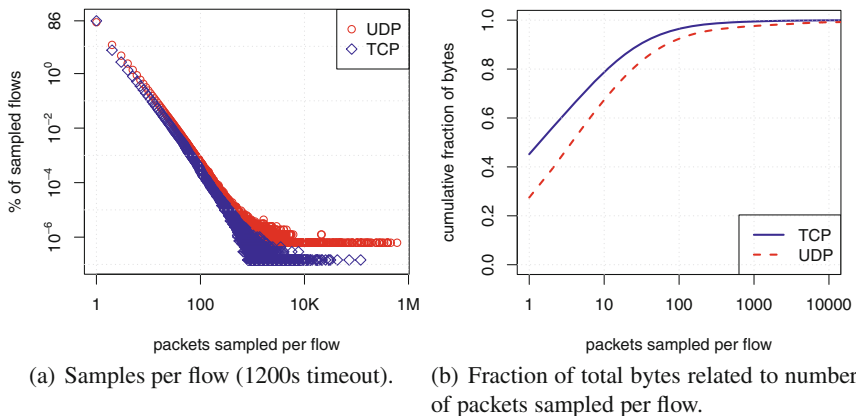 86
10^0
10^-2
10^-4
10^-6
% of sampled flows
UDP
TCP
1
100
10K
1M
packets sampled per flow
(a) Samples per flow (1200s timeout).
1.0
0.8
0.6
0.4
0.2
0.0
cumulative fraction of bytes
TCP
UDP
1
10
100
1000
10000
packets sampled per flow
(b) Fraction of total bytes related to number
of packets sampled per flow.